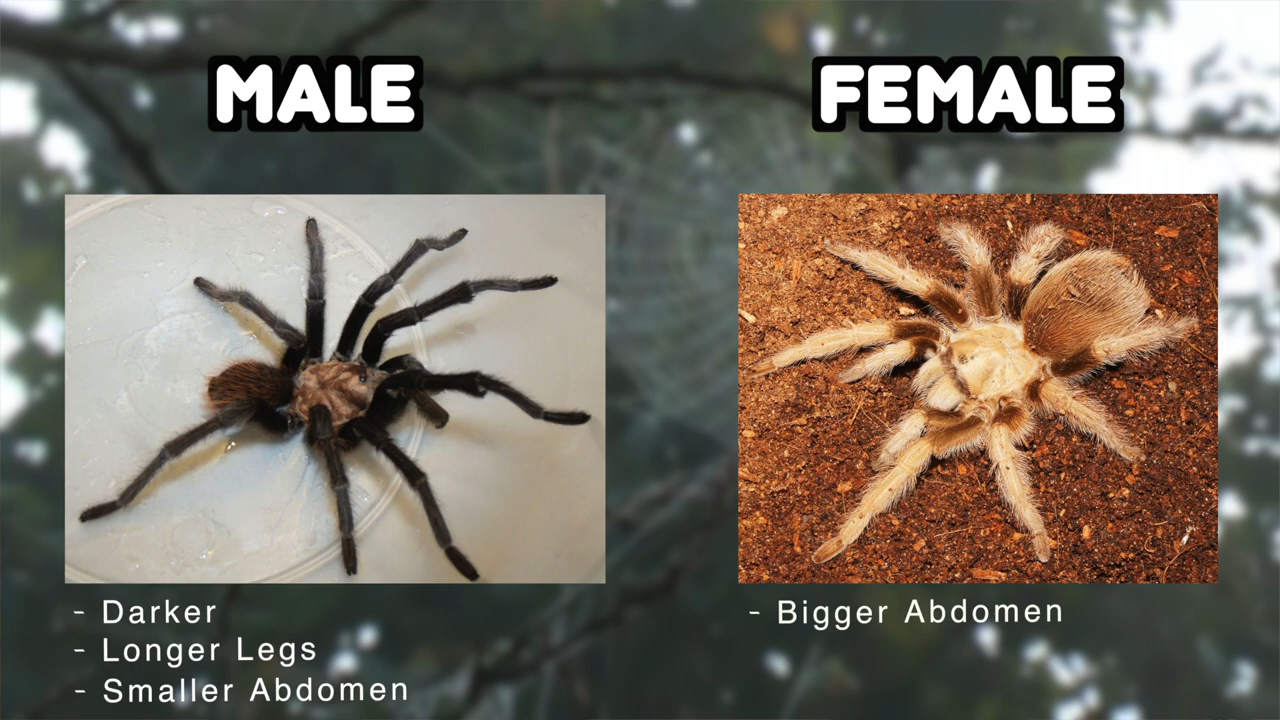 MALE
FEMALE
- Darker
- Longer Legs
- Smaller Abdomen
- Bigger Abdomen